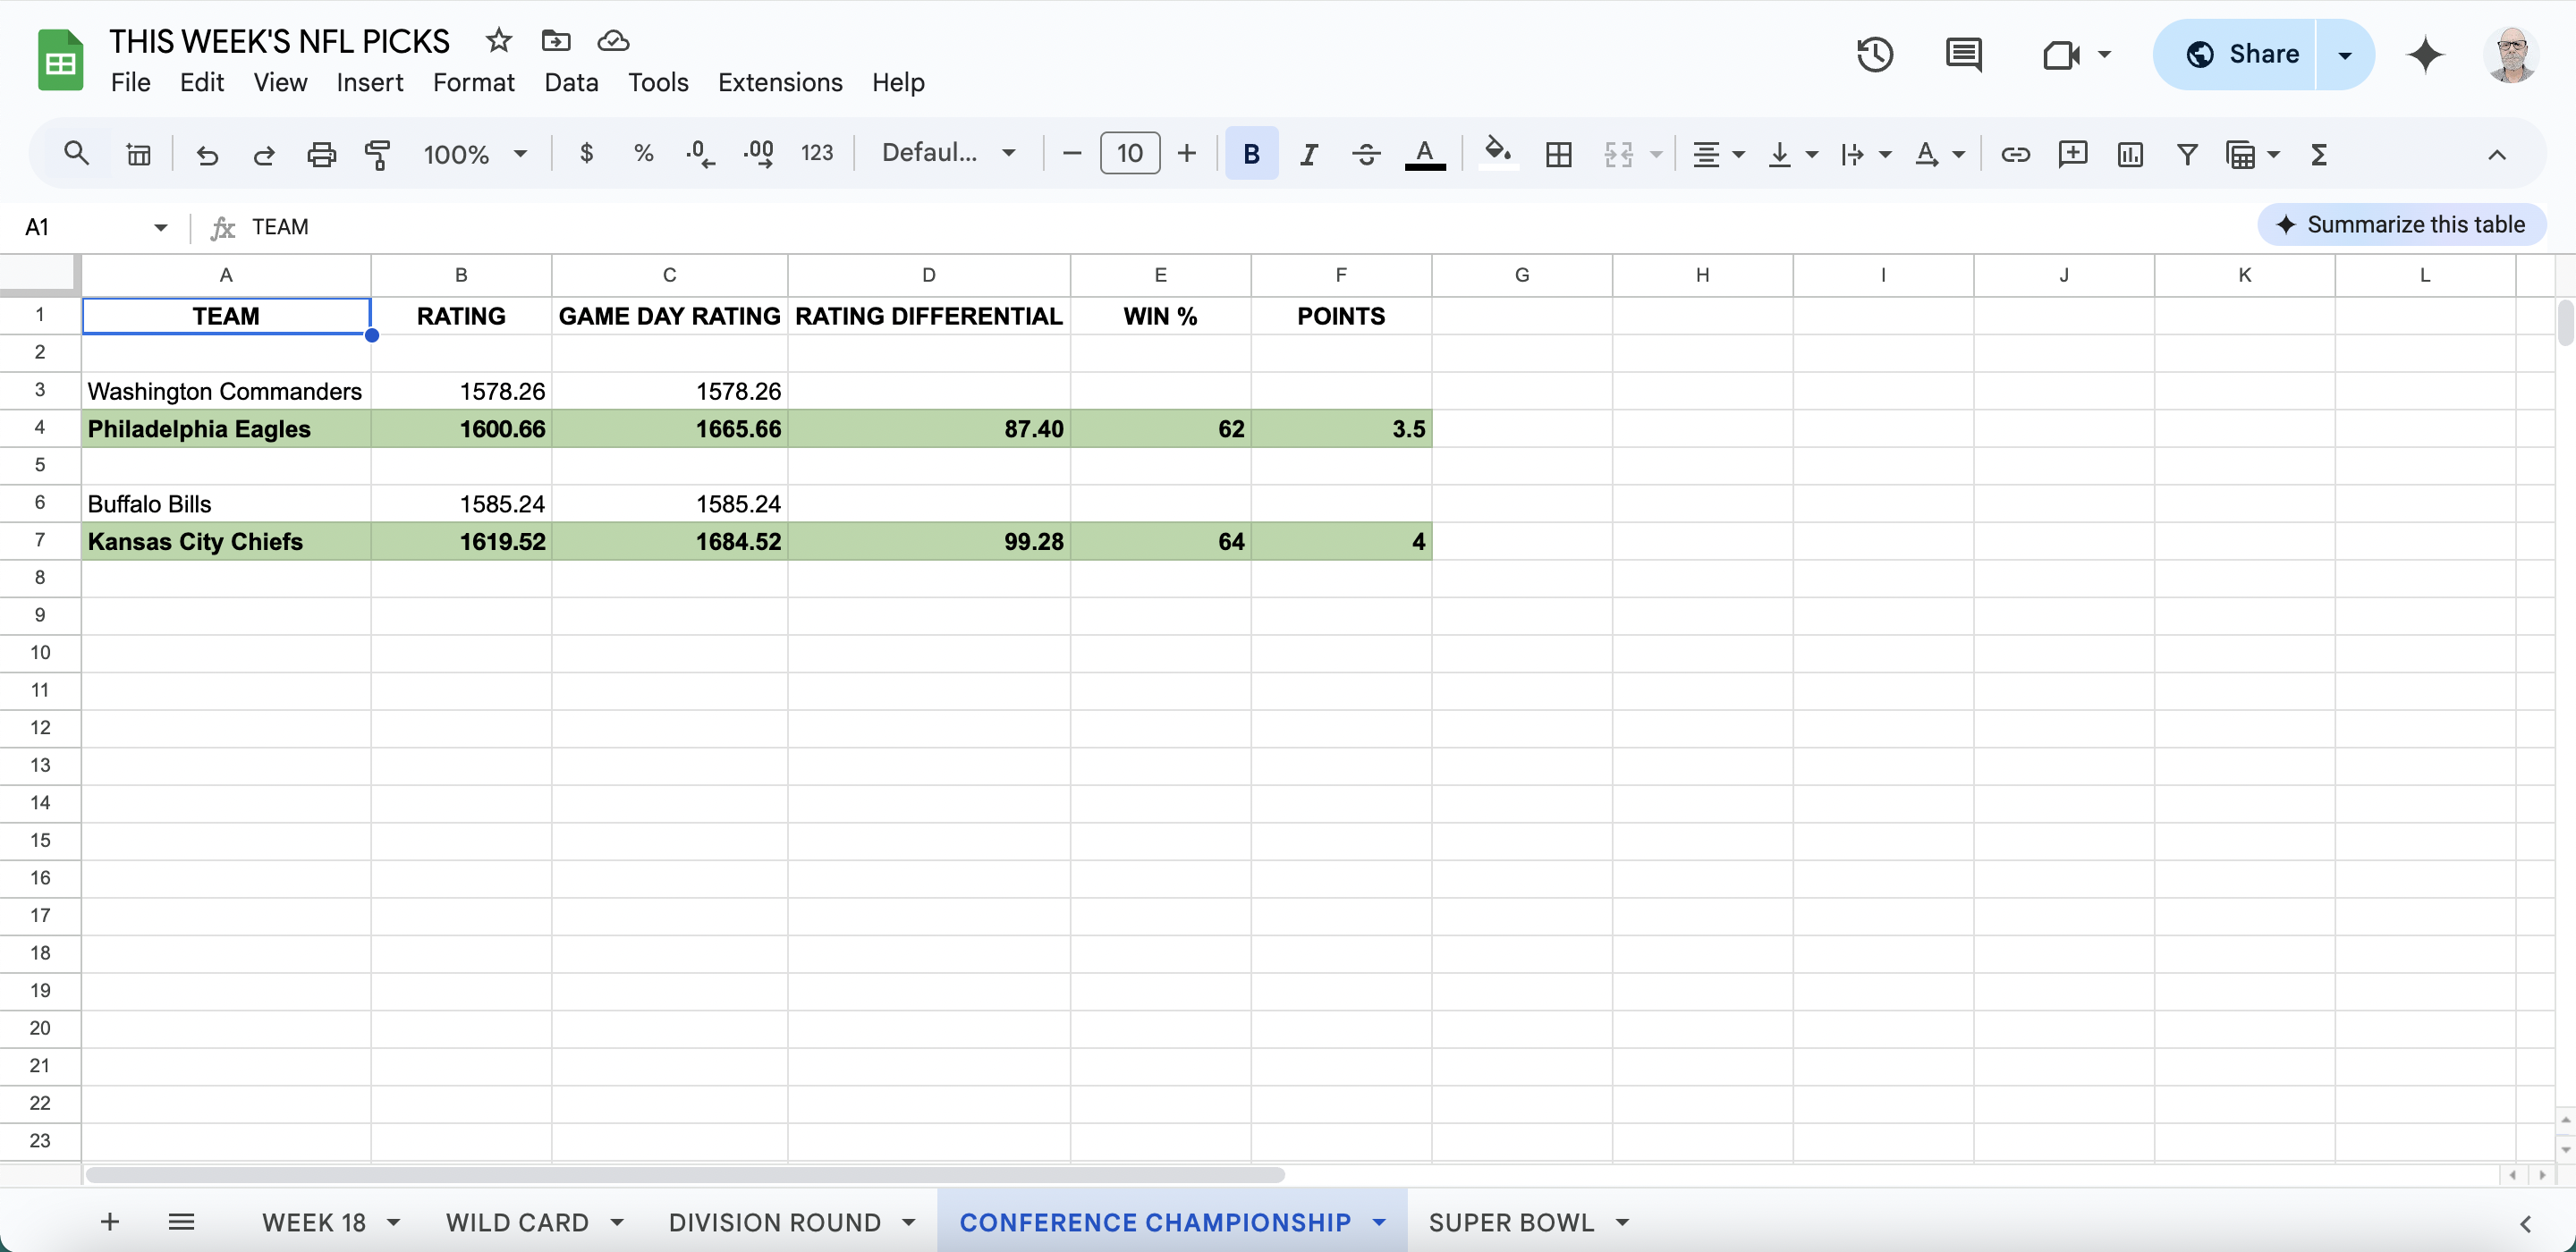 THIS WEEK'S NFL PICKS
File Edit View Insert Format Data Tools Extensions Help
Share
100% $ % .0 .00 123 Defaul... 10 B I S A
A1 fx TEAM
Summarize this table
A B C D E F G H I J K L
1 TEAM RATING GAME DAY RATING RATING DIFFERENTIAL WIN % POINTS
2
3 Washington Commanders 1578.26 1578.26
4 Philadelphia Eagles 1600.66 1665.66 87.40 62 3.5
5
6 Buffalo Bills 1585.24 1585.24
7 Kansas City Chiefs 1619.52 1684.52 99.28 64 4
8
9
10
11
12
13
14
15
16
17
18
19
20
21
22
23
WEEK 18 WILD CARD DIVISION ROUND CONFERENCE CHAMPIONSHIP SUPER BOWL